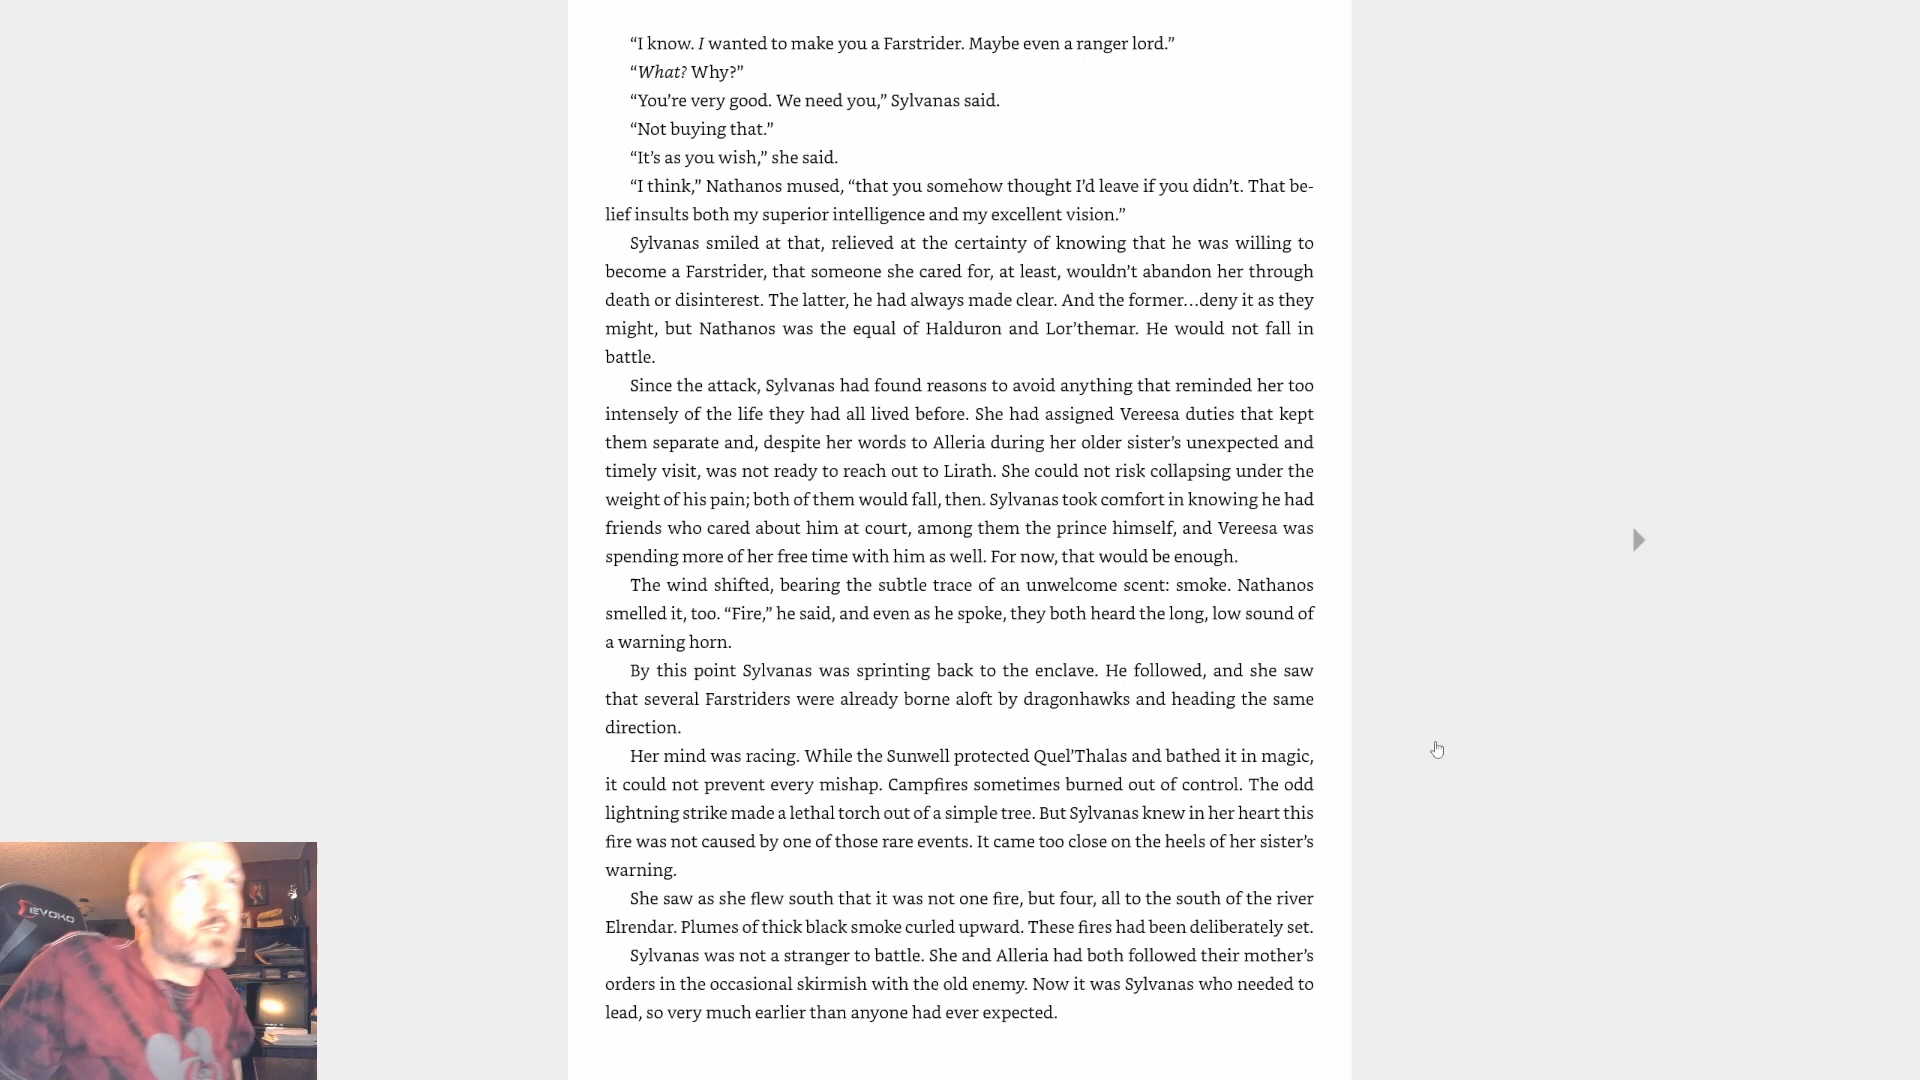 “I know. I wanted to make you a Farstrider. Maybe even a ranger lord.”
“What? Why?”
“You’re very good. We need you,” Sylvanas said.
“Not buying that.”
“It’s as you wish,” she said.
“I think,” Nathanos mused, “that you somehow thought I’d leave if you didn’t. That be-
lief insults both my superior intelligence and my excellent vision.”
Sylvanas smiled at that, relieved at the certainty of knowing that he was willing to
become a Farstrider, that someone she cared for, at least, wouldn’t abandon her through
death or disinterest. The latter, he had always made clear. And the former…deny it as they
might, but Nathanos was the equal of Halduron and Lor’themar. He would not fall in
battle.
Since the attack, Sylvanas had found reasons to avoid anything that reminded her too
intensely of the life they had all lived before. She had assigned Vereesa duties that kept
them separate and, despite her words to Alleria during her older sister’s unexpected and
timely visit, was not ready to reach out to Lirath. She could not risk collapsing under the
weight of his pain; both of them would fall, then. Sylvanas took comfort in knowing he had
friends who cared about him at court, among them the prince himself, and Vereesa was
spending more of her free time with him as well. For now, that would be enough.
The wind shifted, bearing the subtle trace of an unwelcome scent: smoke. Nathanos
smelled it, too. “Fire,” he said, and even as he spoke, they both heard the long, low sound of
a warning horn.
By this point Sylvanas was sprinting back to the enclave. He followed, and she saw
that several Farstriders were already borne aloft by dragonhawks and heading the same
direction.
Her mind was racing. While the Sunwell protected Quel’Thalas and bathed it in magic,
it could not prevent every mishap. Campfires sometimes burned out of control. The odd
lightning strike made a lethal torch out of a simple tree. But Sylvanas knew in her heart this
fire was not caused by one of those rare events. It came too close on the heels of her sister’s
warning.
She saw as she flew south that it was not one fire, but four, all to the south of the river
Elrendar. Plumes of thick black smoke curled upward. These fires had been deliberately set.
Sylvanas was not a stranger to battle. She and Alleria had both followed their mother’s
orders in the occasional skirmish with the old enemy. Now it was Sylvanas who needed to
lead, so very much earlier than anyone had ever expected.
EVOKO